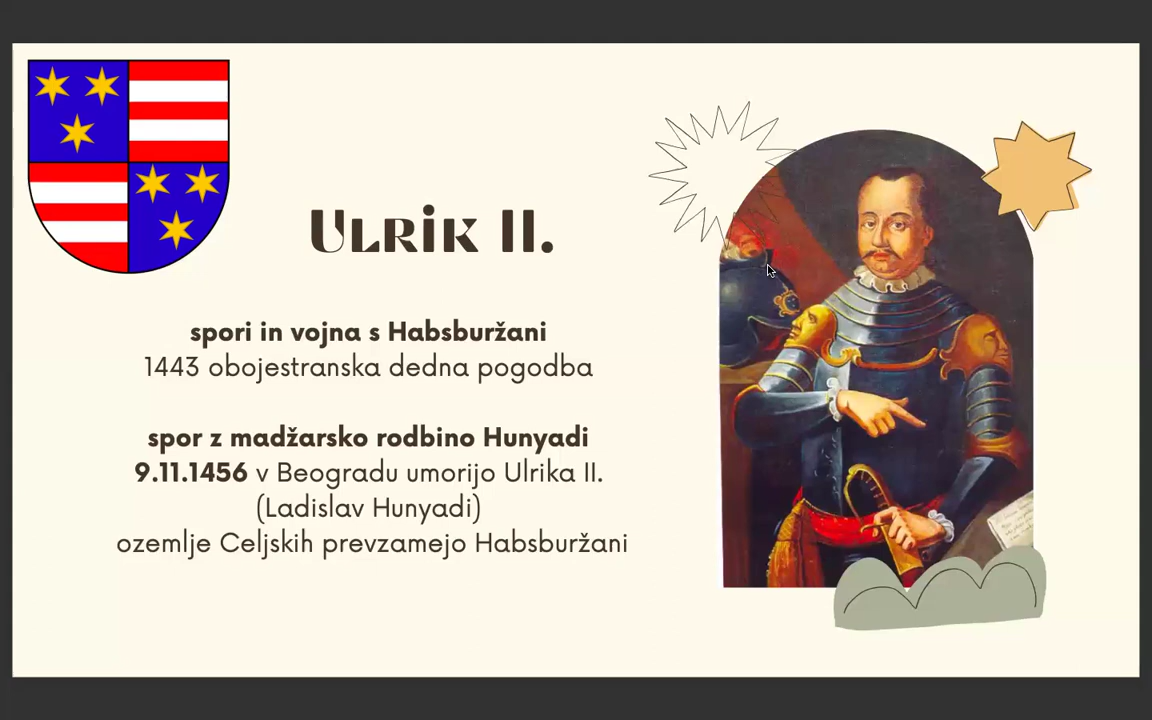 Ulrik II.
spori in vojna s Habsburžani
1443 obojestranska dedna pogodba
spor z madžarsko rodbino Hunyadi
9.11.1456 v Beogradu umorijo Ulrika II.
(Ladislav Hunyadi)
ozemlje Celjskih prevzamejo Habsburžani